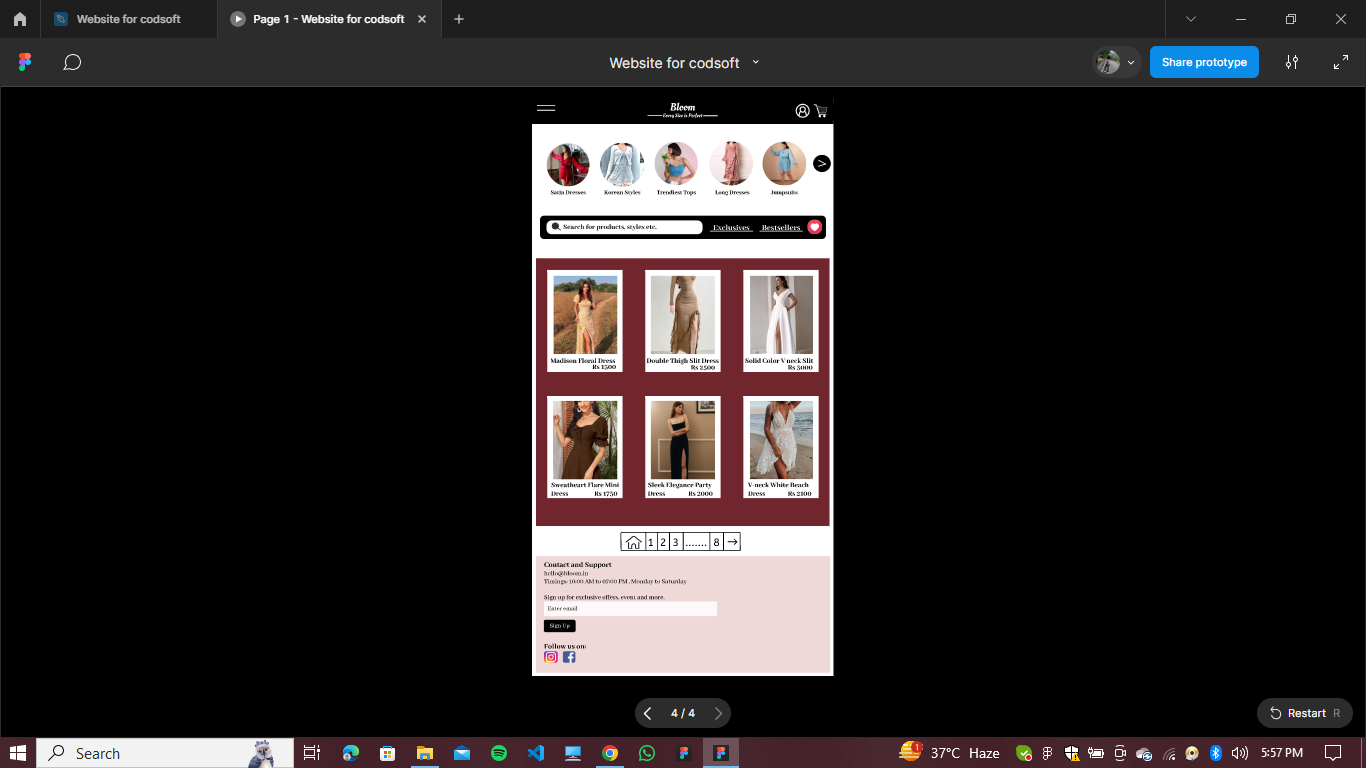 Website for codsoft
Page 1 - Website for codsoft
Website for codsoft
Share prototype
Bloom
Every Size is Perfect
Satin Dresses
Korean Styles
Trendiest Tops
Long Dresses
Jumpsuits
>
Search for products, styles etc.
Exclusives
Bestsellers
Madison Floral Dress
Rs 1500
Double Thigh Slit Dress
Rs 2500
Solid Color V neck Slit
Rs 3000
Sweatheart Flare Mini
Dress Rs 1750
Sleek Elegance Party
Dress Rs 2000
V-neck White Beach
Dress Rs 2100
1 2 3 ....... 8 →
Contact and Support
hello@bloom.in
Timings: 10:00 AM to 07:00 PM , Monday to Saturday
Sign up for exclusive offers, event and more.
Enter email
Sign Up
Follow us on:
4 / 4
Restart R
Search
1
37°C Haze
5:57 PM